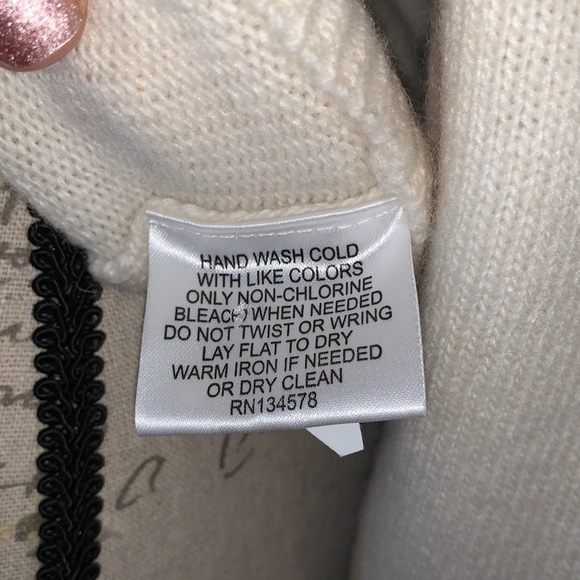 HAND WASH COLD
WITH LIKE COLORS
ONLY NON-CHLORINE
BLEACH WHEN NEEDED
DO NOT TWIST OR WRING
LAY FLAT TO DRY
WARM IRON IF NEEDED
OR DRY CLEAN
RN134578